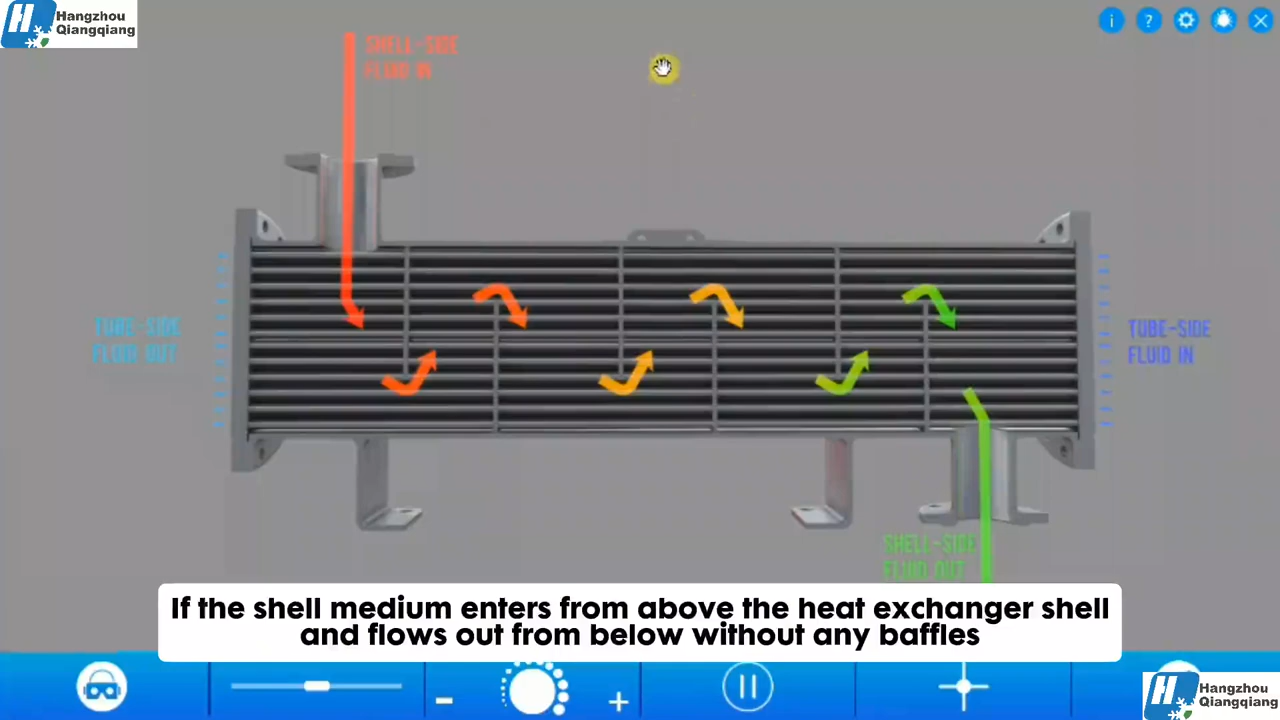 Hangzhou
Qiangqiang
SHELL-SIDE
FLUID IN
TUBE-SIDE
FLUID OUT
TUBE-SIDE
FLUID IN
SHELL-SIDE
FLUID OUT
If the shell medium enters from above the heat exchanger shell
and flows out from below without any baffles
Hangzhou
Qiangqiang